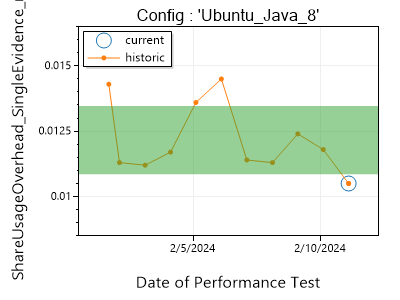 Config : 'Ubuntu_Java_8'
current
historic
0.015
0.0125
0.01
2/5/2024
2/10/2024
Date of Performance Test
ShareUsageOverhead_SingleEvidence_